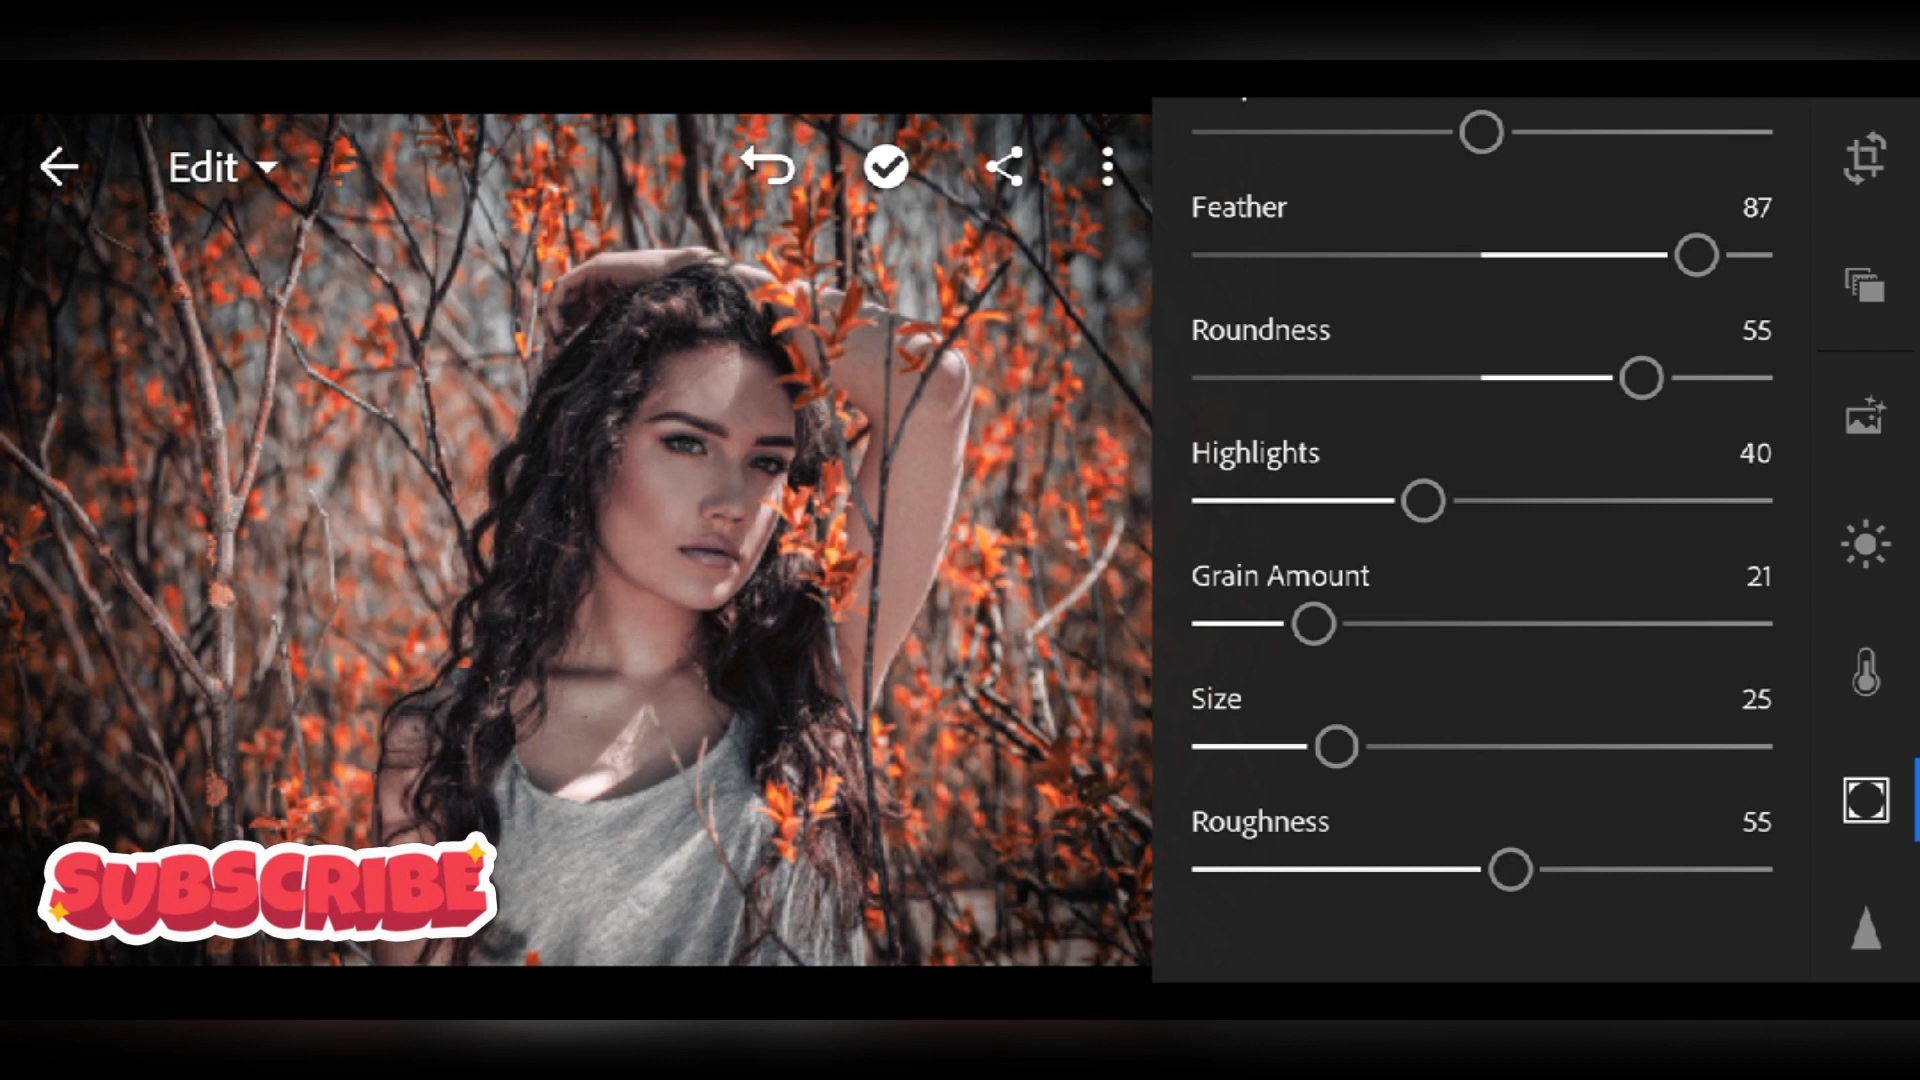 Edit
Feather 87
Roundness 55
Highlights 40
Grain Amount 21
Size 25
Roughness 55
SUBSCRIBE